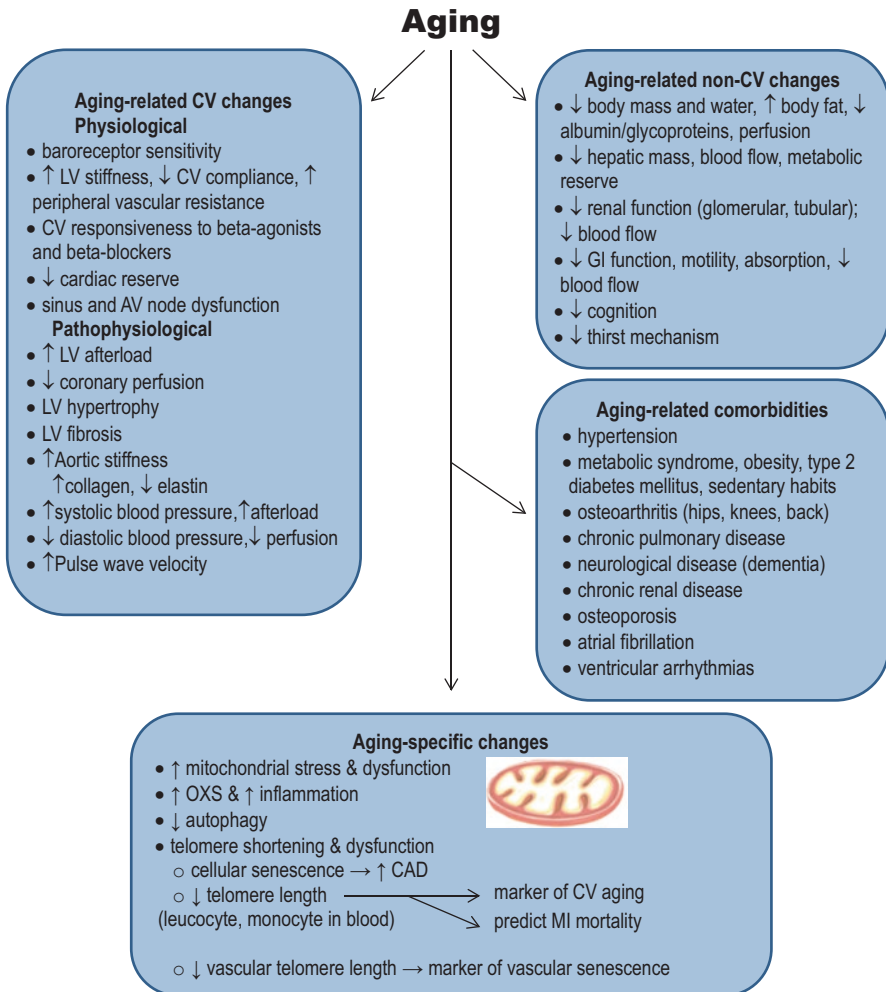 Aging
Aging-related CV changes
Physiological
• baroreceptor sensitivity
• ↑ LV stiffness, ↓ CV compliance, ↑
peripheral vascular resistance
• CV responsiveness to beta-agonists
and beta-blockers
• ↓ cardiac reserve
• sinus and AV node dysfunction
Pathophysiological
• ↑ LV afterload
• ↓ coronary perfusion
• LV hypertrophy
• LV fibrosis
• ↑Aortic stiffness
↑collagen, ↓ elastin
• ↑systolic blood pressure,↑afterload
• ↓ diastolic blood pressure,↓ perfusion
• ↑Pulse wave velocity
Aging-related non-CV changes
• ↓ body mass and water, ↑ body fat, ↓
albumin/glycoproteins, perfusion
• ↓ hepatic mass, blood flow, metabolic
reserve
• ↓ renal function (glomerular, tubular);
↓ blood flow
• ↓ GI function, motility, absorption, ↓
blood flow
• ↓ cognition
• ↓ thirst mechanism
Aging-related comorbidities
• hypertension
• metabolic syndrome, obesity, type 2
diabetes mellitus, sedentary habits
• osteoarthritis (hips, knees, back)
• chronic pulmonary disease
• neurological disease (dementia)
• chronic renal disease
• osteoporosis
• atrial fibrillation
• ventricular arrhythmias
Aging-specific changes
• ↑ mitochondrial stress & dysfunction
• ↑ OXS & ↑ inflammation
• ↓ autophagy
• telomere shortening & dysfunction
○ cellular senescence → ↑ CAD
○ ↓ telomere length → marker of CV aging
(leucocyte, monocyte in blood) predict MI mortality
○ ↓ vascular telomere length → marker of vascular senescence